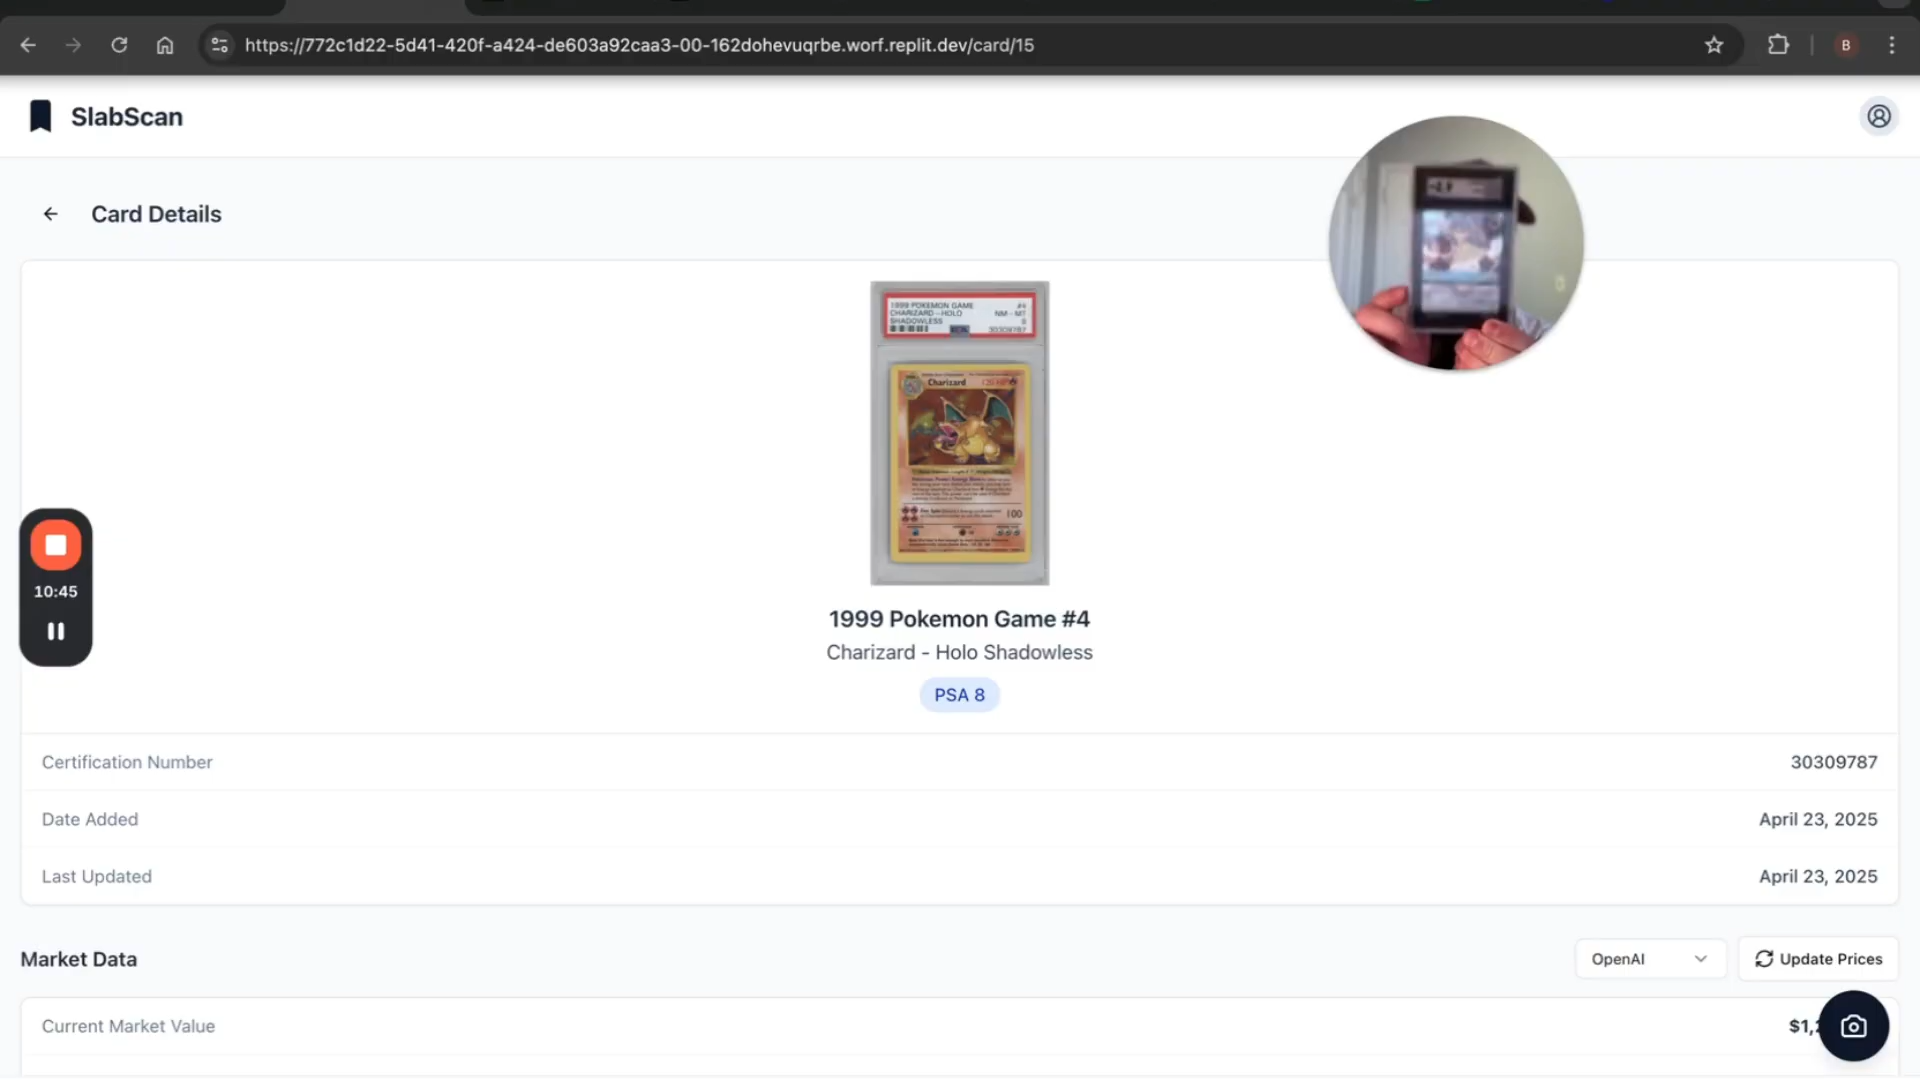 https://772c1d22-5d41-420f-a424-de603a92caa3-00-162dohevuqrbe.worf.replit.dev/card/15
B
SlabScan
Card Details
1999 POKEMON GAME #4
CHARIZARD - HOLO NM - MT
SHADOWLESS 8
30309787
Charizard 120 HP
100
10:45
1999 Pokemon Game #4
Charizard - Holo Shadowless
PSA 8
Certification Number 30309787
Date Added April 23, 2025
Last Updated April 23, 2025
Market Data OpenAI Update Prices
Current Market Value